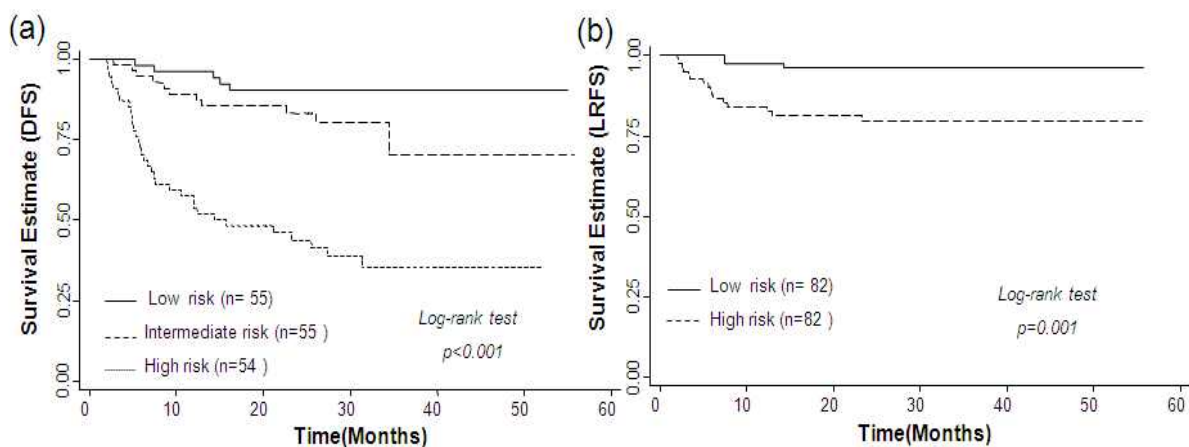 (a)
Survival Estimate (DFS)
1.00
0.75
0.50
0.25
0.00
Low risk (n= 55)
Intermediate risk (n=55 )
High risk (n=54 )
Log-rank test
p<0.001
0 10 20 30 40 50 60
Time(Months)
(b)
Survival Estimate (LRFS)
1.00
0.75
0.50
0.25
0.00
Low risk (n= 82)
High risk (n=82 )
Log-rank test
p=0.001
0 10 20 30 40 50 60
Time(Months)